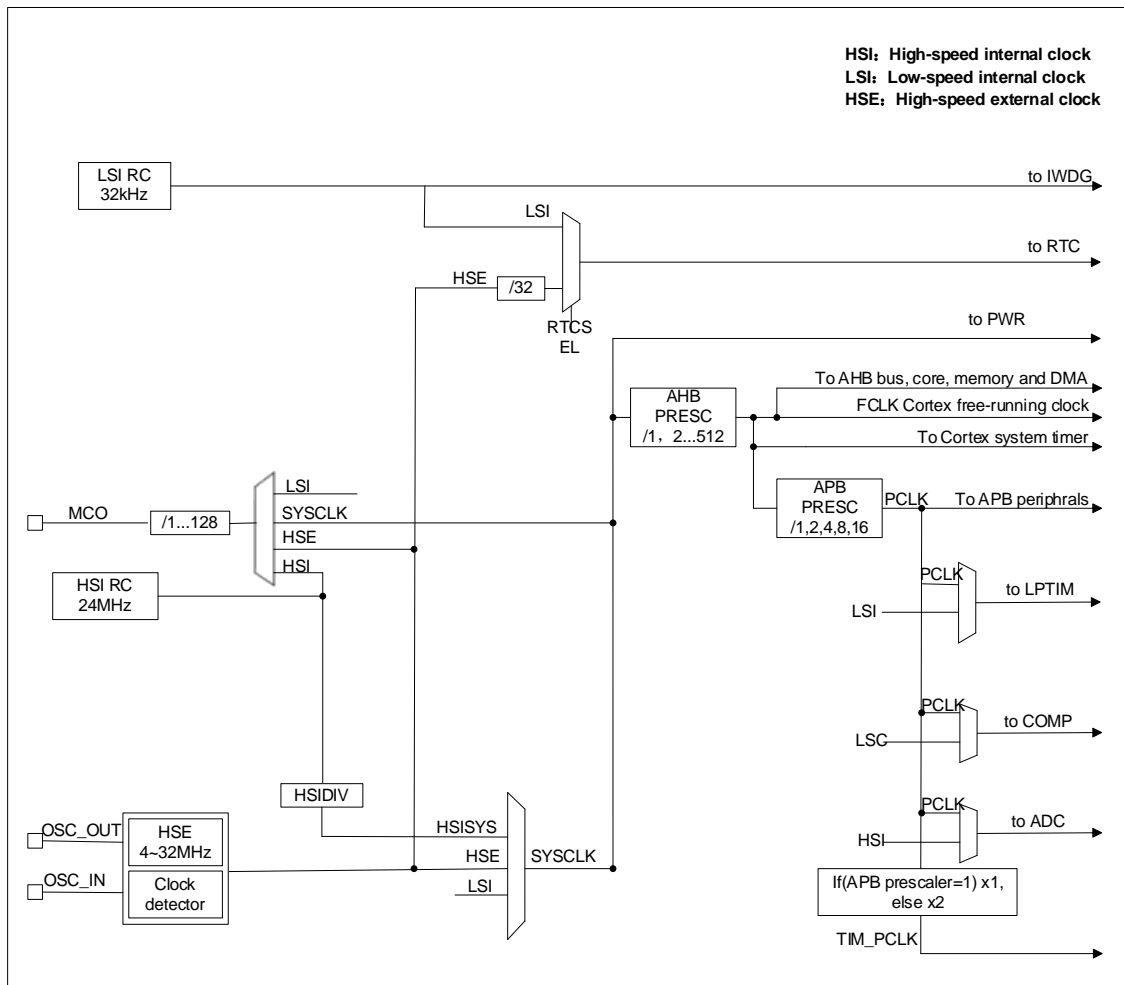 HSI：High-speed internal clock
LSI：Low-speed internal clock
HSE：High-speed external clock
LSI RC
32kHz
to IWDG
LSI
to RTC
HSE
/32
RTCS
EL
to PWR
To AHB bus, core, memory and DMA
AHB
PRESC
/1，2...512
FCLK Cortex free-running clock
To Cortex system timer
LSI
APB
PRESC
/1,2,4,8,16
PCLK
To APB periphrals
MCO
/1...128
SYSCLK
HSE
HSI
HSI RC
24MHz
PCLK
to LPTIM
LSI
PCLK
to COMP
LSC
HSIDIV
PCLK
to ADC
HSI
OSC_OUT
HSE
4~32MHz
HSISYS
HSE
SYSCLK
OSC_IN
Clock
detector
LSI
If(APB prescaler=1) x1,
else x2
TIM_PCLK